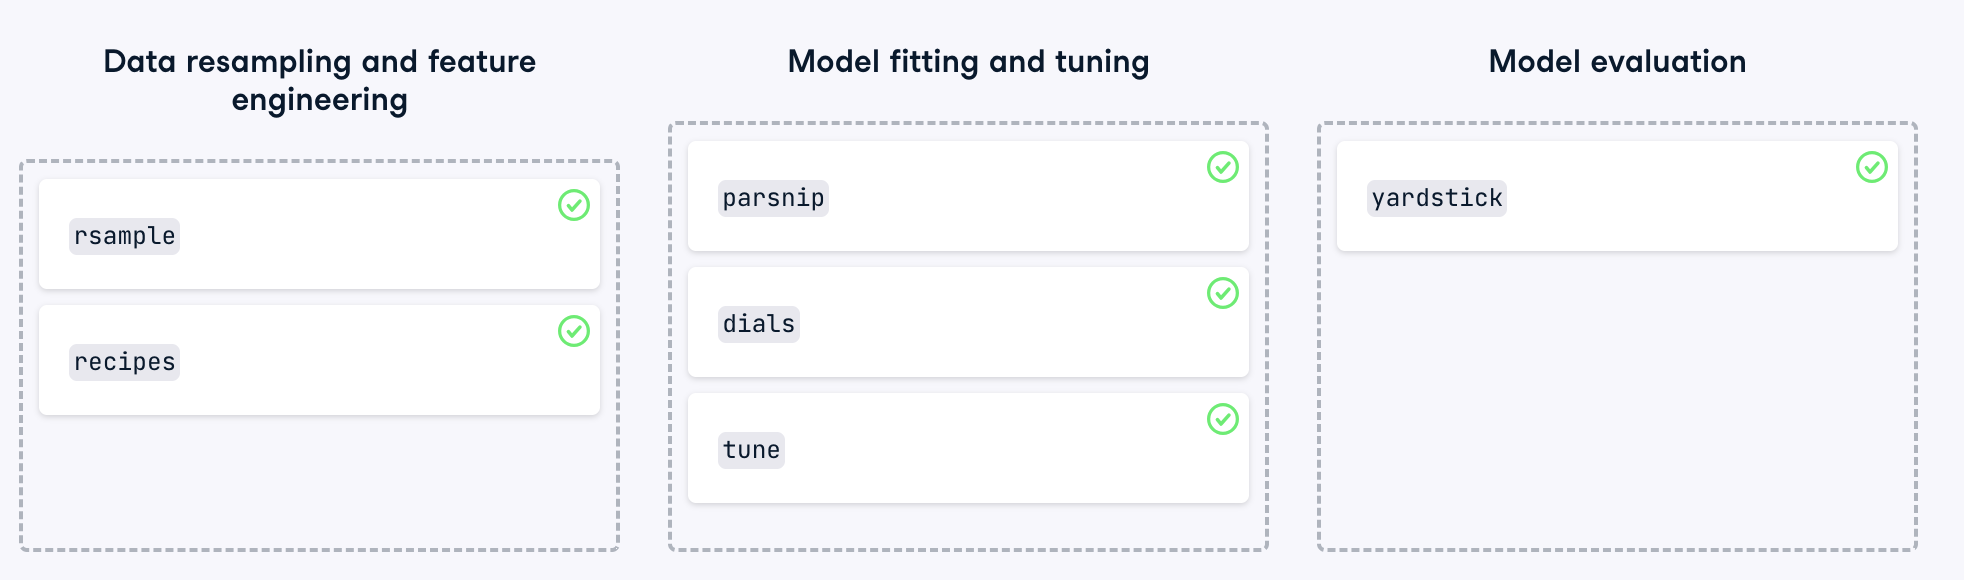 Data resampling and feature
engineering
rsample
recipes
Model fitting and tuning
parsnip
dials
tune
Model evaluation
yardstick